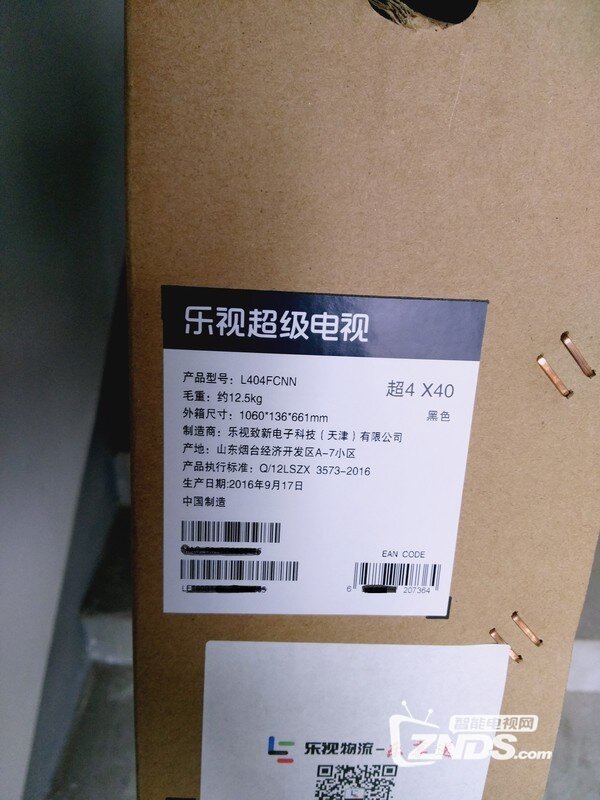 乐视超级电视
产品型号：L404FCNN
超4 X40
毛重：约12.5kg
黑色
外箱尺寸：1060*136*661mm
制造商：乐视致新电子科技（天津）有限公司
产地：山东烟台经济开发区A-7小区
产品执行标准：Q/12LSZX 3573-2016
生产日期:2016年9月17日
中国制造
EAN CODE
6 207364
乐视物流-
智能电视网
ZNDS.com